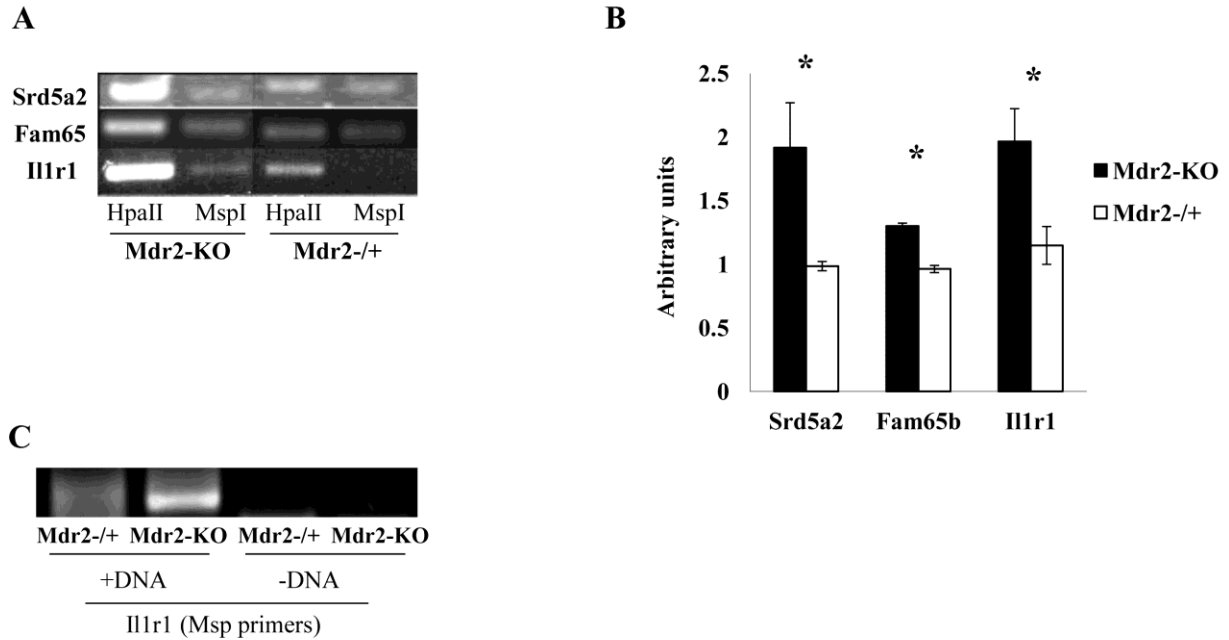 A
Srd5a2
Fam65
Il1r1
HpaII MspI HpaII MspI
Mdr2-KO Mdr2-/+
B
* * *
Arbitrary units
2.5
2
1.5
1
0.5
0
Srd5a2 Fam65b Il1r1
Mdr2-KO
Mdr2-/+
C
Mdr2-/+ Mdr2-KO Mdr2-/+ Mdr2-KO
+DNA -DNA
Il1r1 (Msp primers)